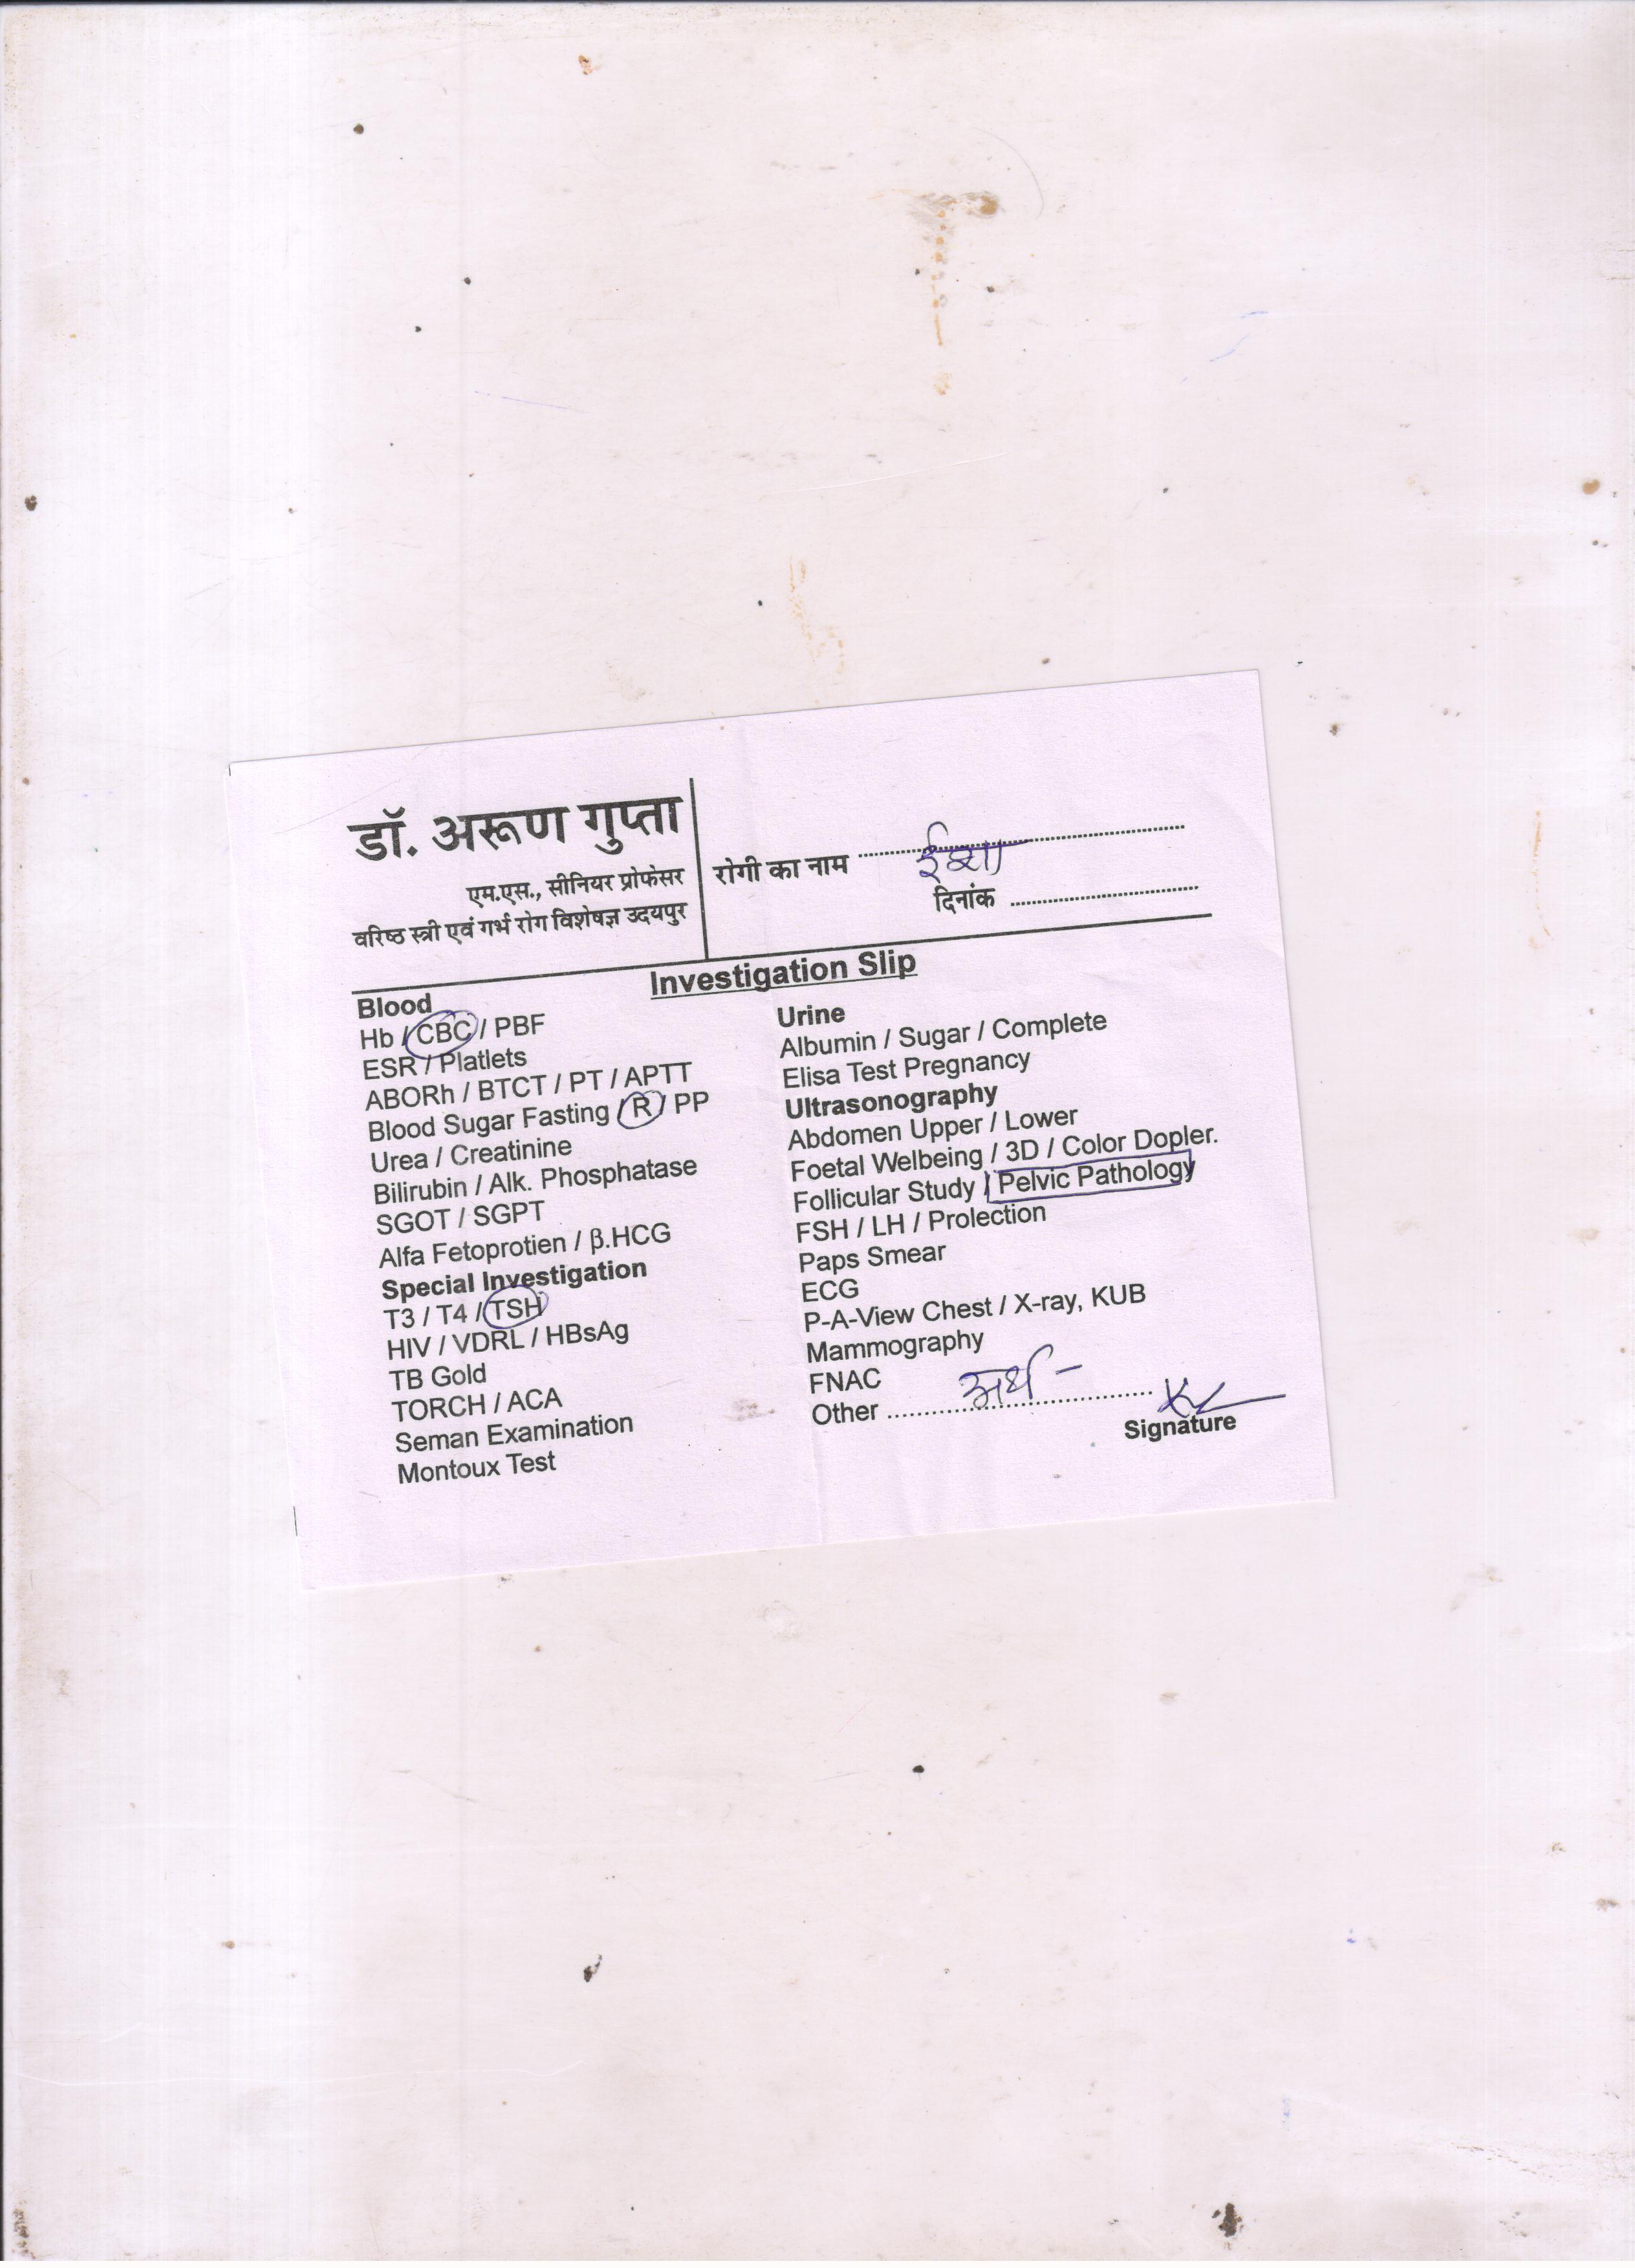 डॉ. अरूण गुप्ता
एम.एस., सीनियर प्रोफेसर
वरिष्ठ स्त्री एवं गर्भ रोग विशेषज्ञ उदयपुर
रोगी का नाम
दिनांक
Investigation Slip
Blood
Hb / CBC / PBF
ESR / Platlets
ABORh / BTCT / PT / APTT
Blood Sugar Fasting / R / PP
Urea / Creatinine
Bilirubin / Alk. Phosphatase
SGOT / SGPT
Alfa Fetoprotien / β.HCG
Special Investigation
T3 / T4 / TSH
HIV / VDRL / HBsAg
TB Gold
TORCH / ACA
Seman Examination
Montoux Test
Urine
Albumin / Sugar / Complete
Elisa Test Pregnancy
Ultrasonography
Abdomen Upper / Lower
Foetal Welbeing / 3D / Color Dopler.
Follicular Study / Pelvic Pathology
FSH / LH / Prolection
Paps Smear
ECG
P-A-View Chest / X-ray, KUB
Mammography
FNAC
Other .......... अर्थ -
Signature